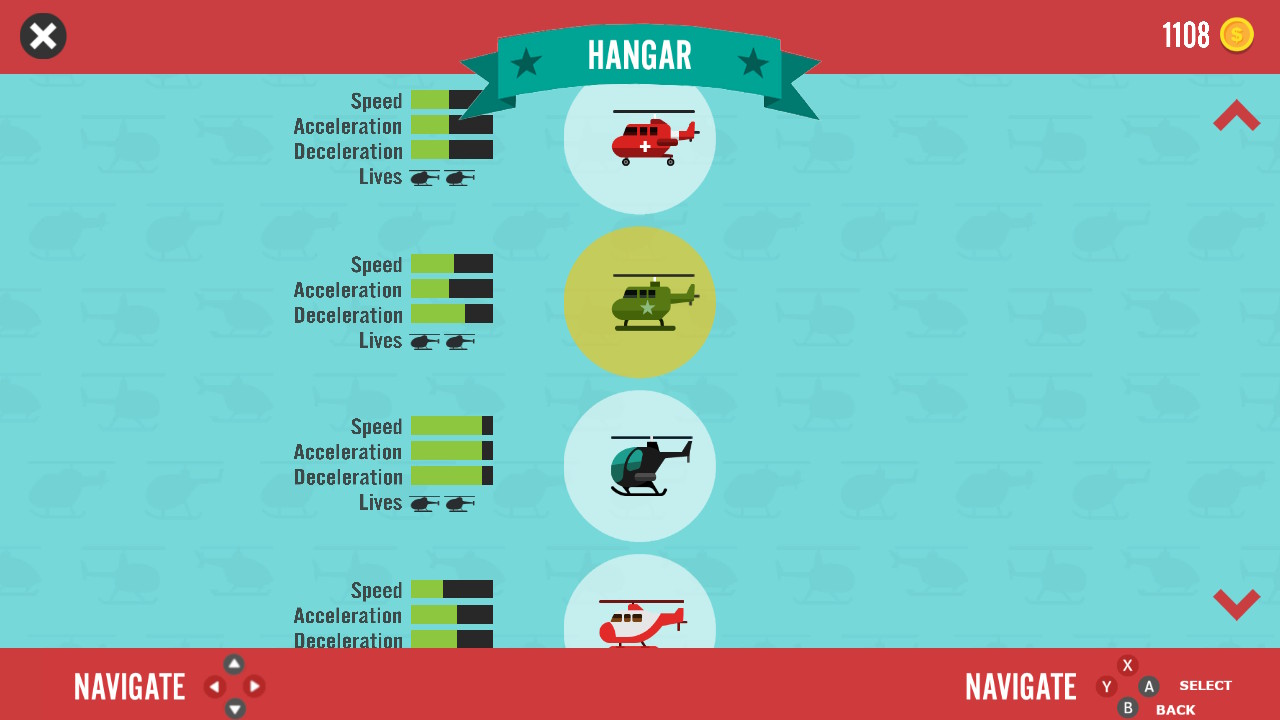 HANGAR
1108 $
Speed
Acceleration
Deceleration
Lives
Speed
Acceleration
Deceleration
Lives
Speed
Acceleration
Deceleration
Lives
Speed
Acceleration
Deceleration
NAVIGATE
NAVIGATE
X
Y A SELECT
B BACK